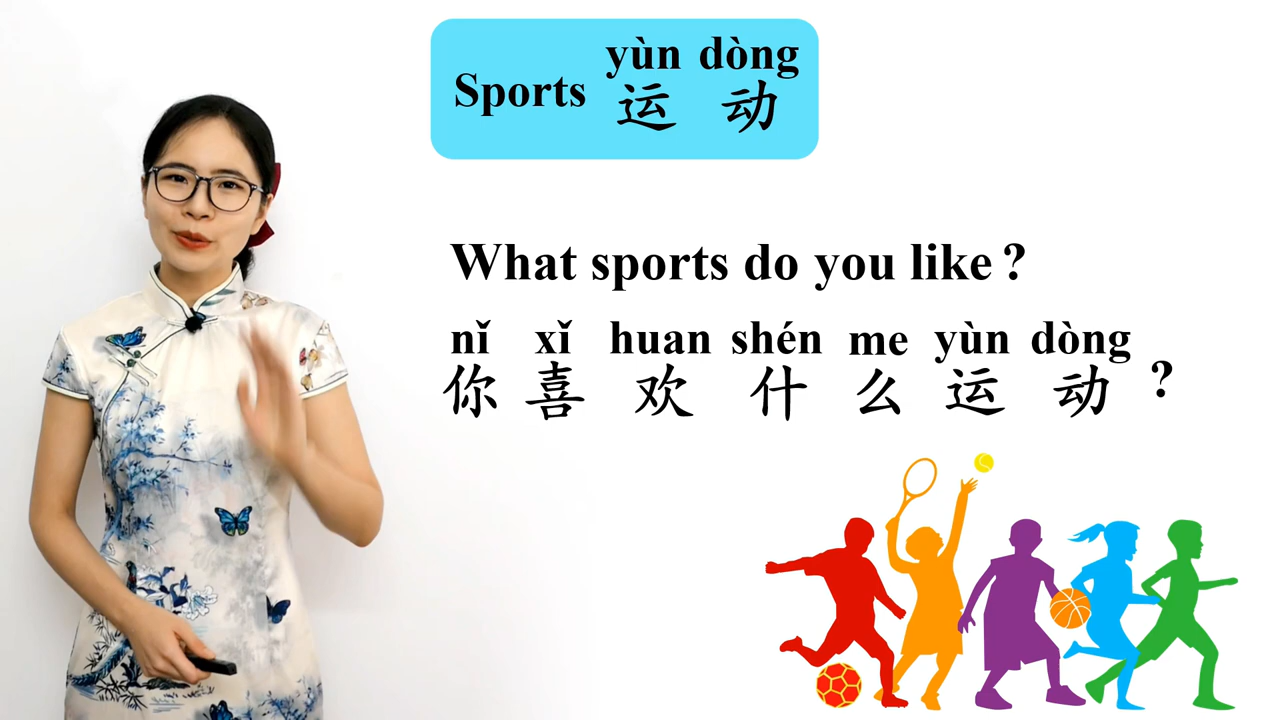 yùn dòng
Sports 运 动
What sports do you like ?
nǐ xǐ huan shén me yùn dòng
你 喜 欢 什 么 运 动 ?